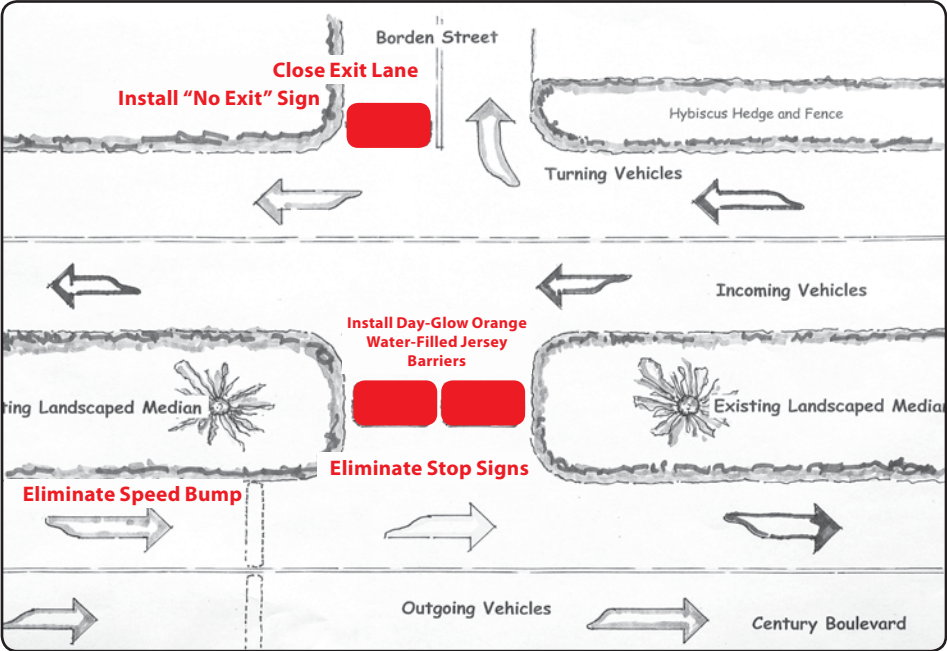 Borden Street
Close Exit Lane
Install “No Exit” Sign
Hybiscus Hedge and Fence
Turning Vehicles
Incoming Vehicles
Install Day-Glow Orange
Water-Filled Jersey
Barriers
ting Landscaped Median
Existing Landscaped Media
Eliminate Stop Signs
Eliminate Speed Bump
Outgoing Vehicles
Century Boulevard